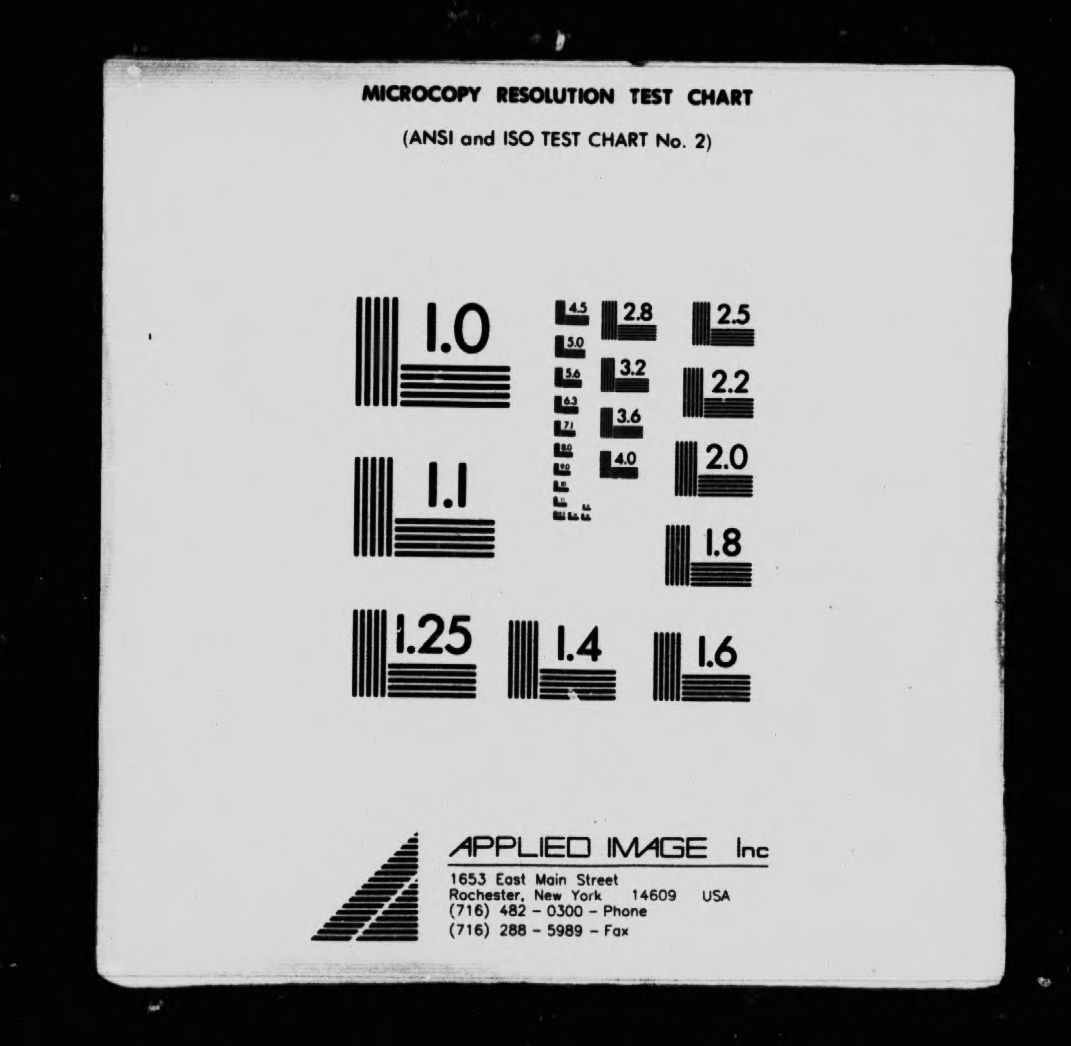 MICROCOPY RESOLUTION TEST CHART
(ANSI and ISO TEST CHART No. 2)
1.0
1.1
1.25
1.4
1.6
1.8
2.0
2.2
2.5
2.8
3.2
3.6
4.0
4.5
5.0
5.6
6.3
7.1
8.0
9.0
APPLIED IMAGE Inc
1653 East Main Street
Rochester, New York 14609 USA
(716) 482 - 0300 - Phone
(716) 288 - 5989 - Fax